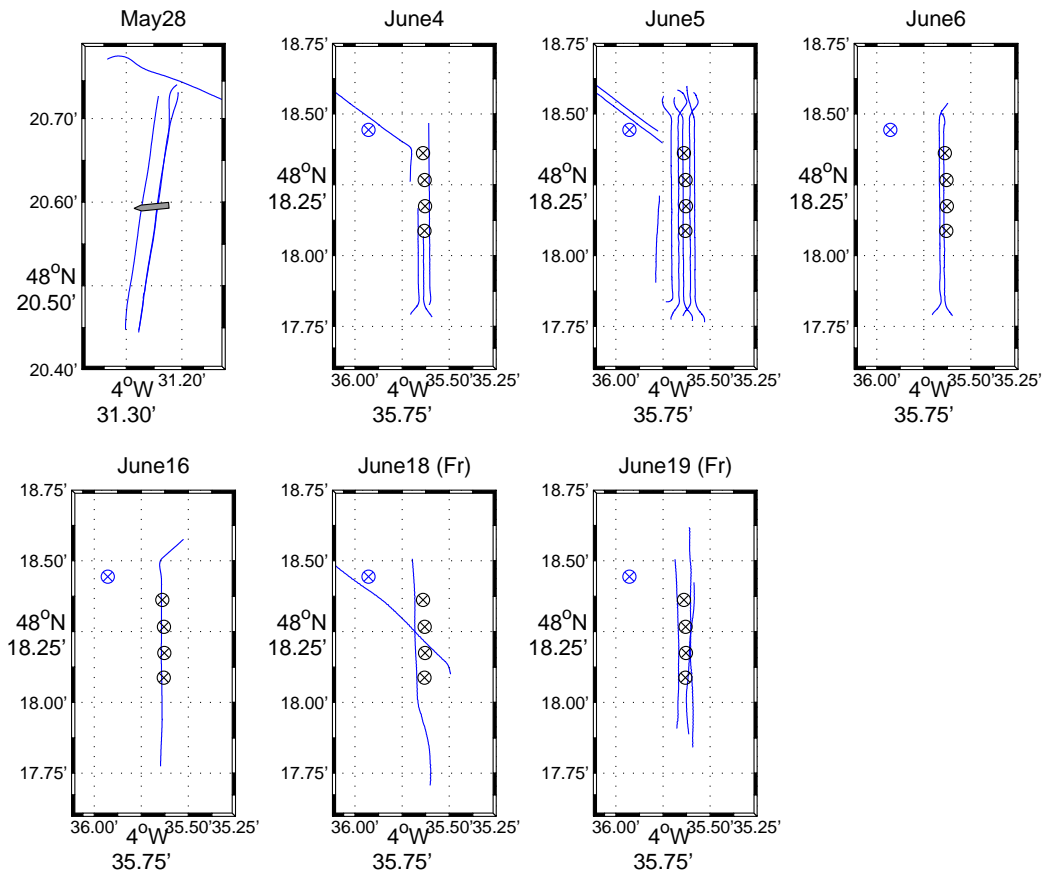 May28
20.70'
20.60'
48°N
20.50'
20.40'
31.20'
4°W
31.30'
June4
18.75'
18.50'
48°N
18.25'
18.00'
17.75'
36.00'
35.50'
35.25'
4°W
35.75'
June5
18.75'
18.50'
48°N
18.25'
18.00'
17.75'
36.00'
35.50'
35.25'
4°W
35.75'
June6
18.75'
18.50'
48°N
18.25'
18.00'
17.75'
36.00'
35.50'
35.25'
4°W
35.75'
June16
18.75'
18.50'
48°N
18.25'
18.00'
17.75'
36.00'
35.50'
35.25'
4°W
35.75'
June18 (Fr)
18.75'
18.50'
48°N
18.25'
18.00'
17.75'
36.00'
35.50'
35.25'
4°W
35.75'
June19 (Fr)
18.75'
18.50'
48°N
18.25'
18.00'
17.75'
36.00'
35.50'
35.25'
4°W
35.75'